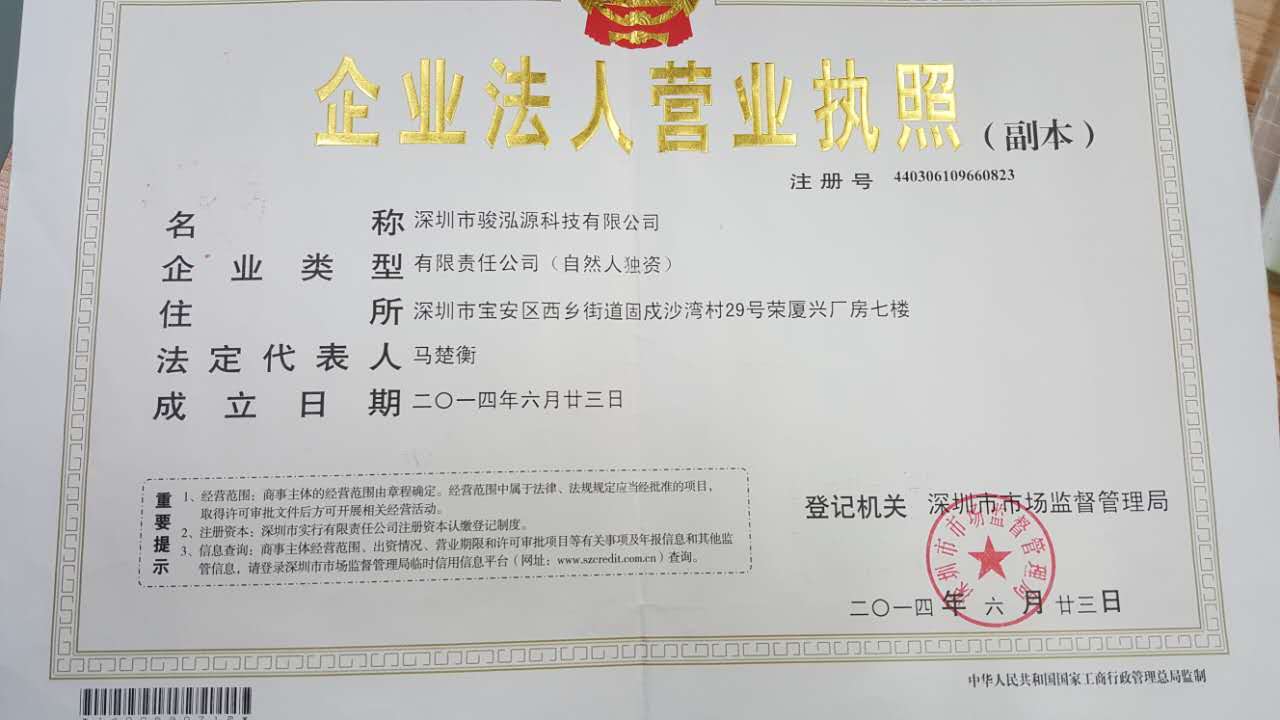 企业法人营业执照（副本）
注册号 440306109660823
名称 深圳市骏泓源科技有限公司
企业类型 有限责任公司（自然人独资）
住所 深圳市宝安区西乡街道固戍沙湾村29号荣厦兴厂房七楼
法定代表人 马楚衡
成立日期 二〇一四年六月廿三日
重要提示
1、经营范围：商事主体的经营范围由章程确定。经营范围中属于法律、法规规定应当经批准的项目，
取得许可审批文件后方可开展相关经营活动。
2、注册资本：深圳市实行有限责任公司注册资本认缴登记制度。
3、信息查询：商事主体经营范围、出资情况、营业期限和许可审批项目等有关事项及年报信息和其他监
管信息，请登录深圳市市场监督管理局临时信用信息平台（网址：www.szcredit.com.cn）查询。
登记机关 深圳市市场监督管理局
深圳市市场监督管理局
二〇一四年六月廿三日
中华人民共和国国家工商行政管理总局监制